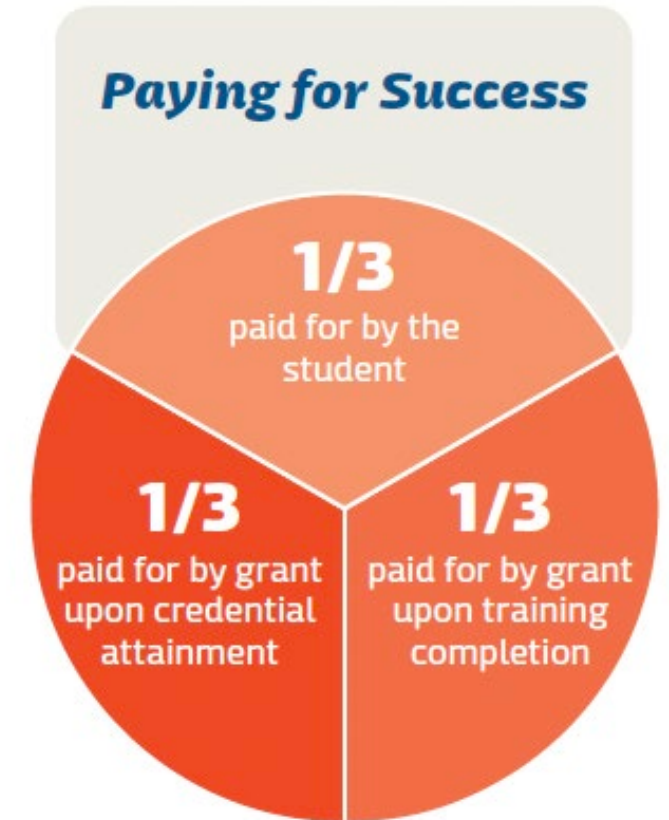 Paying for Success
1/3
paid for by the
student
1/3
paid for by grant
upon credential
attainment
1/3
paid for by grant
upon training
completion